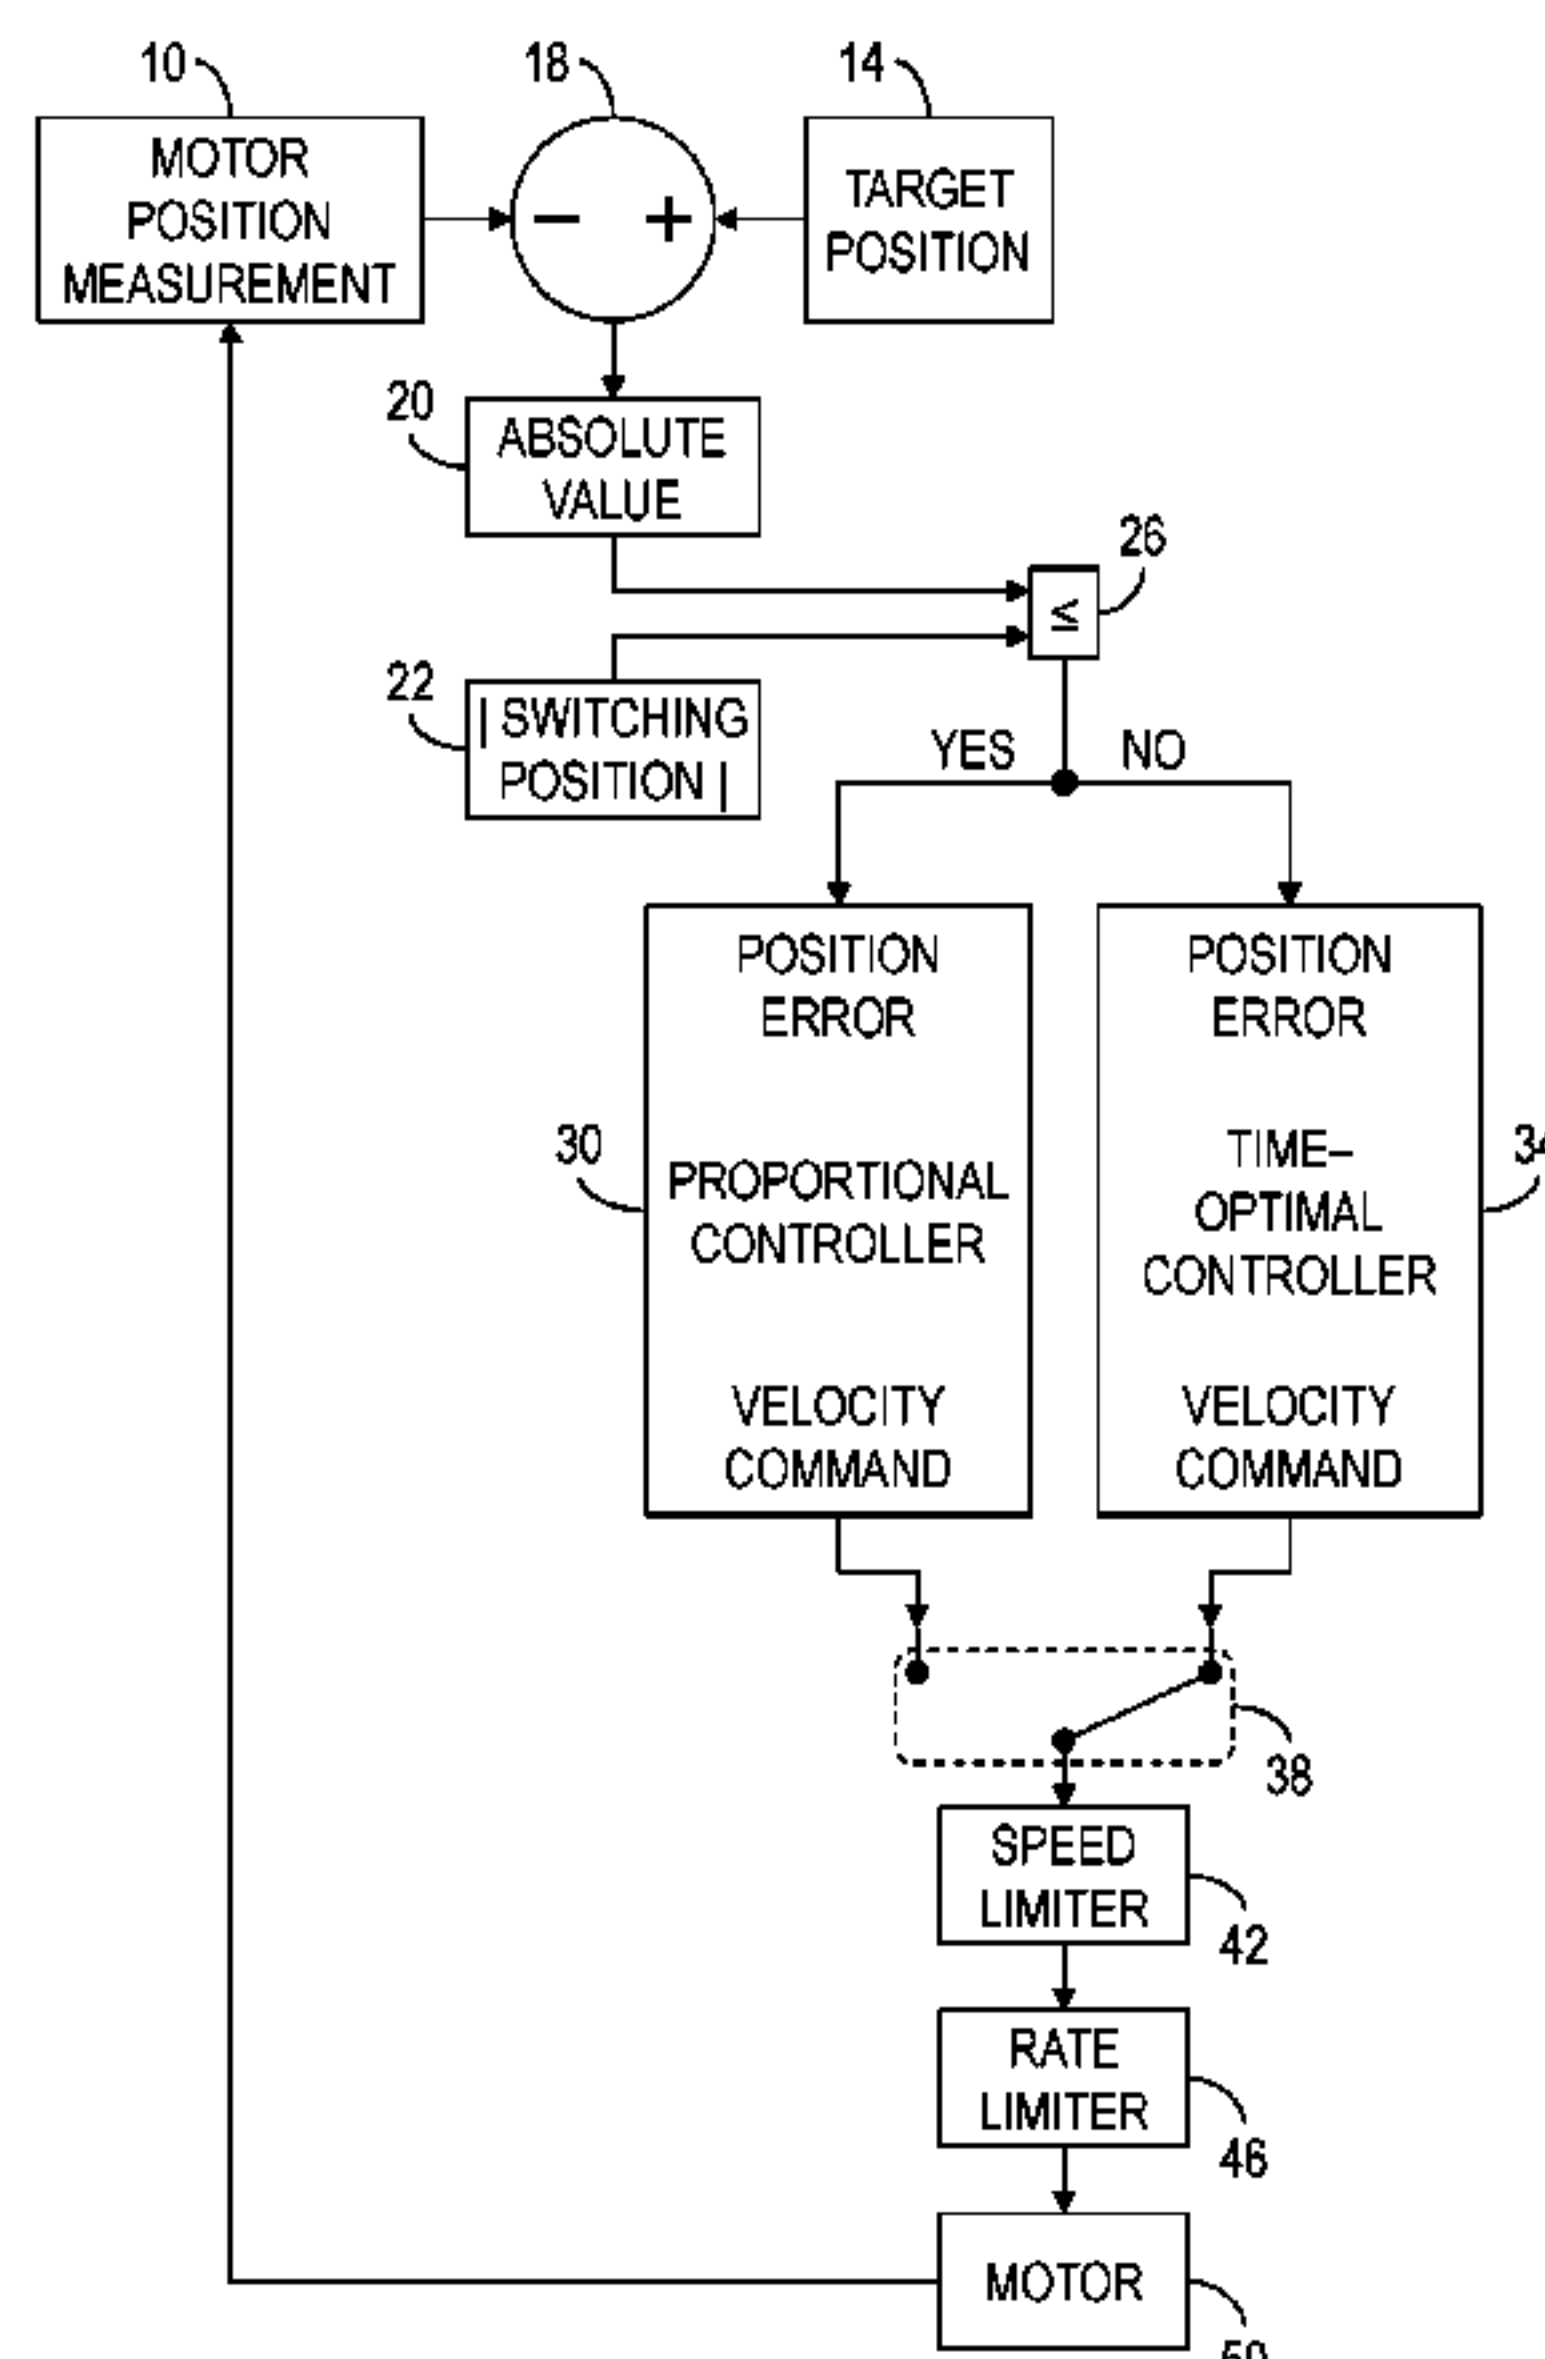 10
18
14
MOTOR
POSITION
MEASUREMENT
− +
TARGET
POSITION
20
ABSOLUTE
VALUE
26
≤
22
| SWITCHING
POSITION |
YES NO
POSITION
ERROR
PROPORTIONAL
CONTROLLER
VELOCITY
COMMAND
30
POSITION
ERROR
TIME–
OPTIMAL
CONTROLLER
VELOCITY
COMMAND
38
SPEED
LIMITER
42
RATE
LIMITER
46
MOTOR